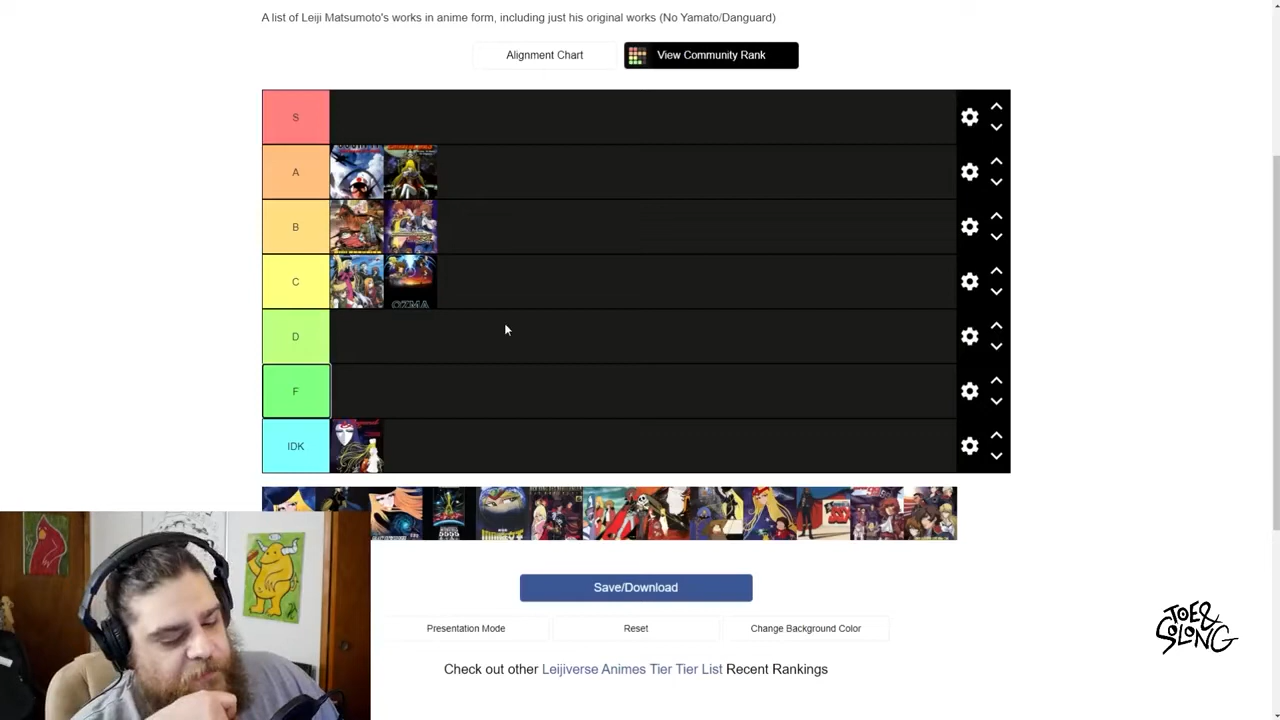 A list of Leiji Matsumoto's works in anime form, including just his original works (No Yamato/Danguard)
Alignment Chart
View Community Rank
S
A
B
C
OZMA
D
F
IDK
Save/Download
Presentation Mode
Reset
Change Background Color
Check out other Leijiverse Animes Tier Tier List Recent Rankings
JOE&
SOLONG